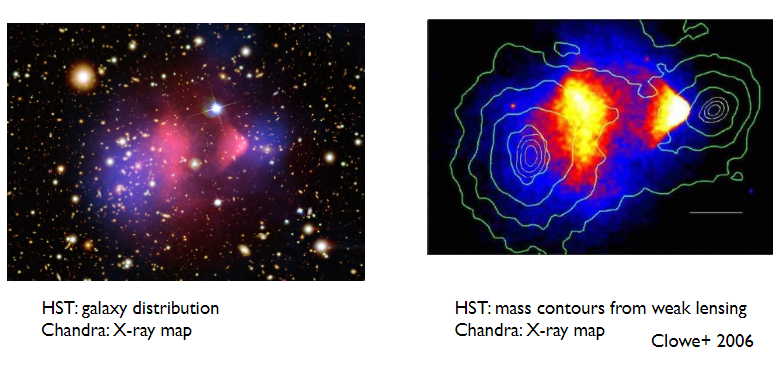 HST: galaxy distribution
Chandra: X-ray map
HST: mass contours from weak lensing
Chandra: X-ray map
Clowe+ 2006